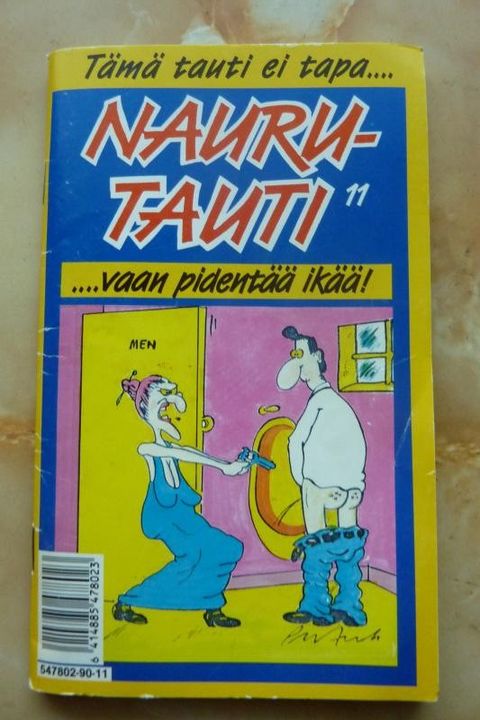 Tämä tauti ei tapa....
NAURU-
TAUTI 11
....vaan pidentää ikää!
MEN
6 414885 478023
547802-90-11